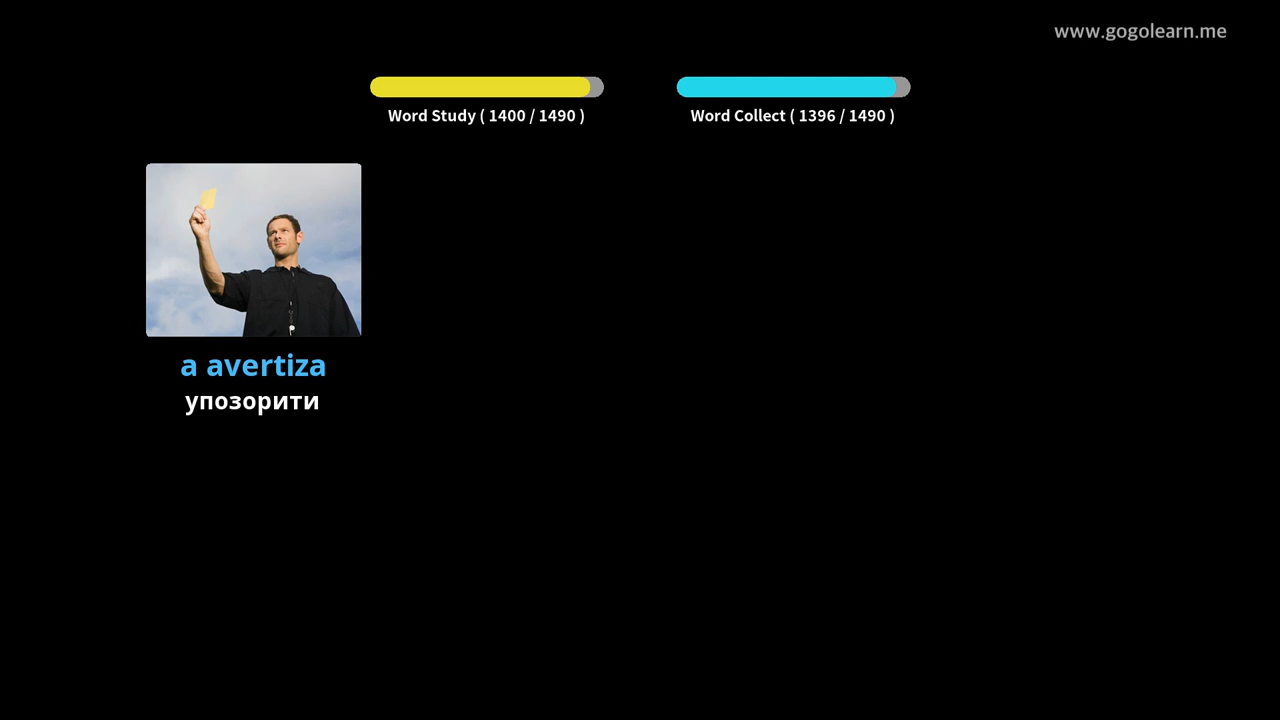 www.gogolearn.me
Word Study ( 1400 / 1490 )
Word Collect ( 1396 / 1490 )
a avertiza
упозорити